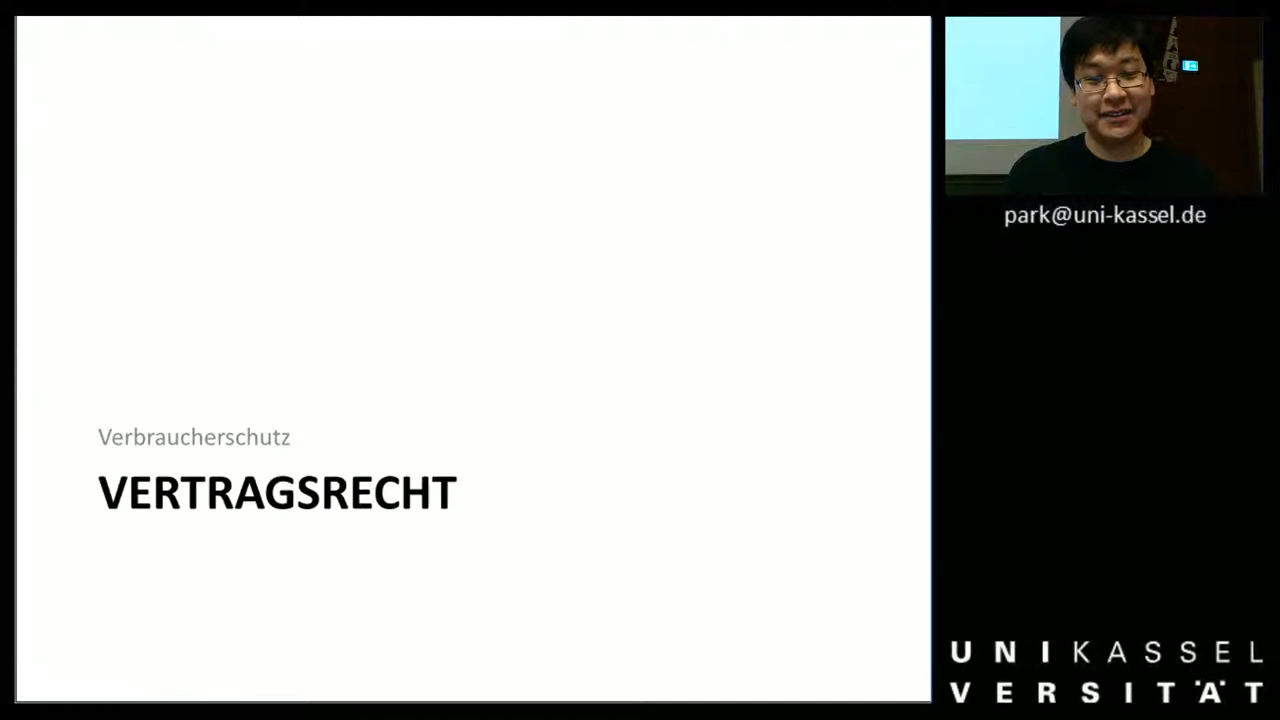 Verbraucherschutz
VERTRAGSRECHT
park@uni-kassel.de
UNIKASSEL
VERSITÄT